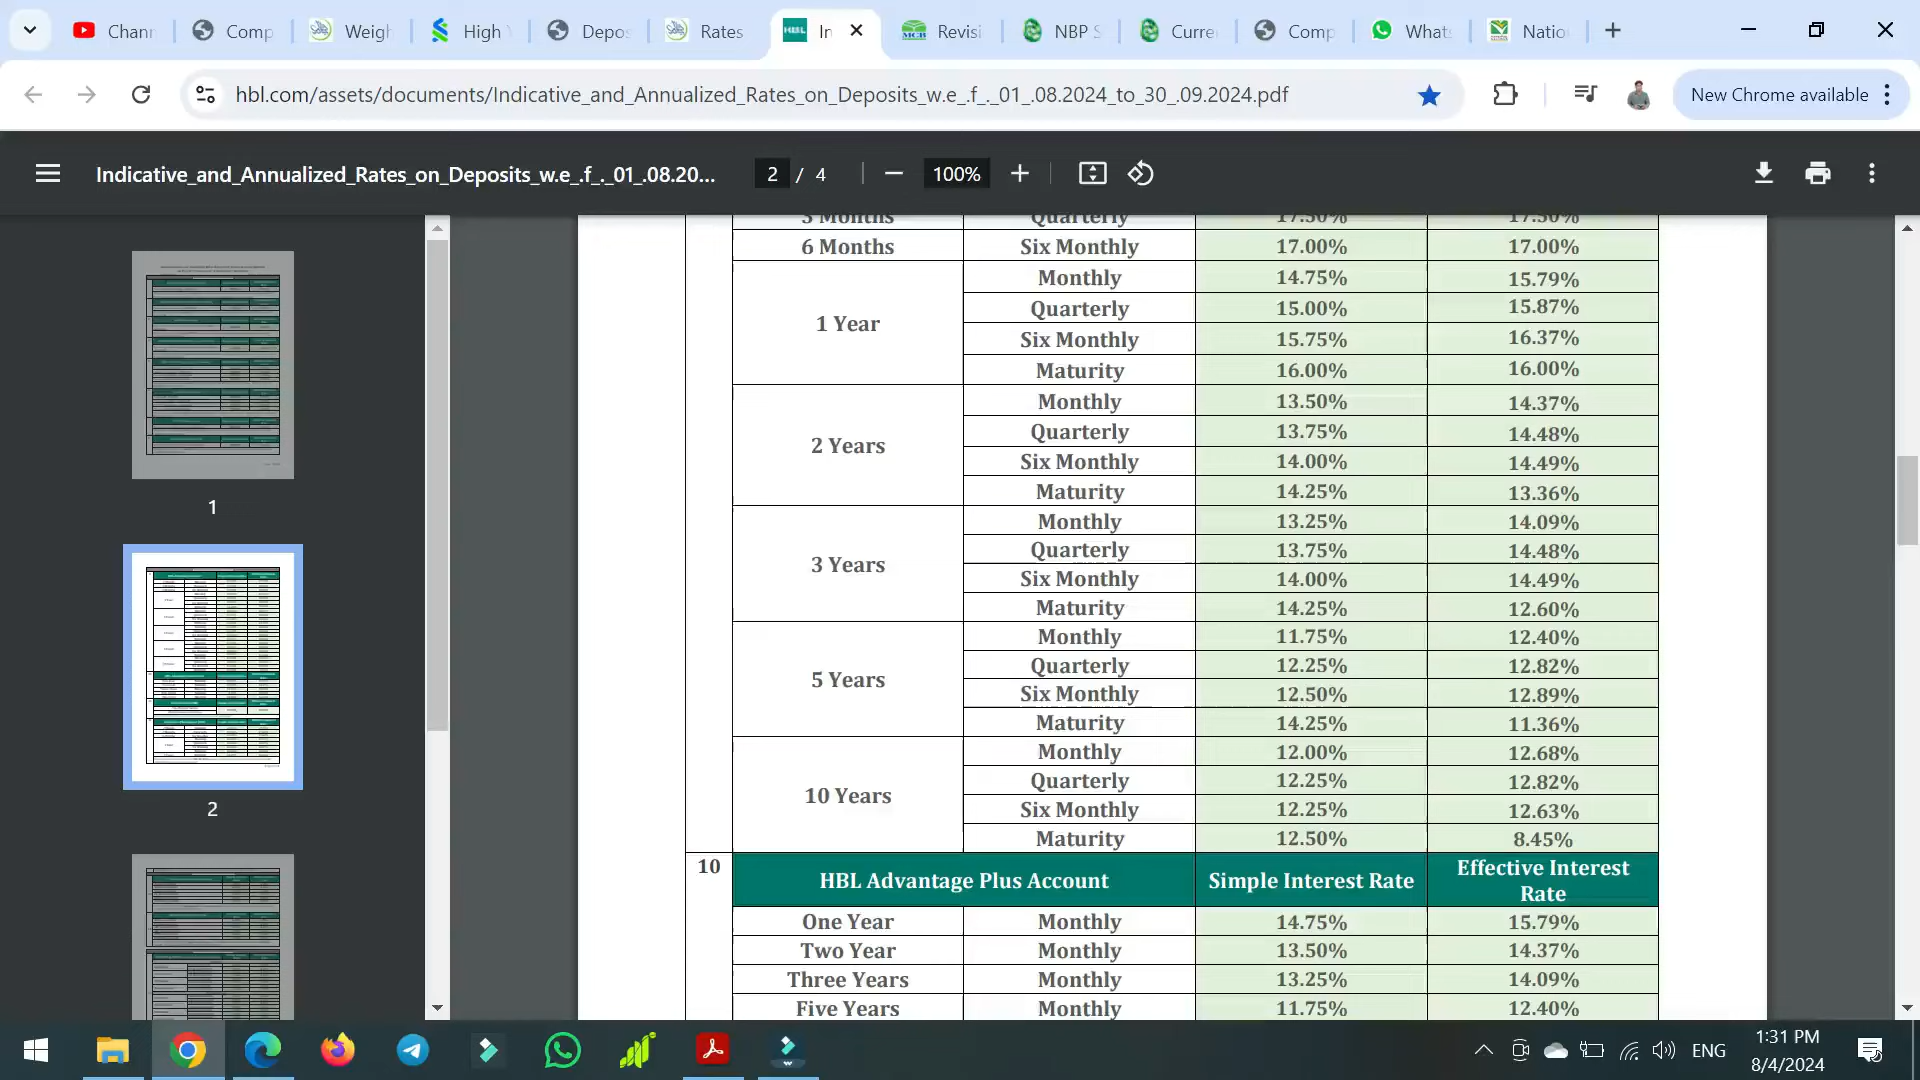 Chann Comp Weigh High Y Depos Rates In Revisi NBP S Curre Comp Whats Natio
hbl.com/assets/documents/Indicative_and_Annualized_Rates_on_Deposits_w.e_.f_._01_.08.2024_to_30_.09.2024.pdf New Chrome available
Indicative_and_Annualized_Rates_on_Deposits_w.e_.f_._01_.08.20... 2 / 4 100%
1
2
3 Months Quarterly 17.50% 17.50%
6 Months Six Monthly 17.00% 17.00%
1 Year
Monthly 14.75% 15.79%
Quarterly 15.00% 15.87%
Six Monthly 15.75% 16.37%
Maturity 16.00% 16.00%
2 Years
Monthly 13.50% 14.37%
Quarterly 13.75% 14.48%
Six Monthly 14.00% 14.49%
Maturity 14.25% 13.36%
3 Years
Monthly 13.25% 14.09%
Quarterly 13.75% 14.48%
Six Monthly 14.00% 14.49%
Maturity 14.25% 12.60%
5 Years
Monthly 11.75% 12.40%
Quarterly 12.25% 12.82%
Six Monthly 12.50% 12.89%
Maturity 14.25% 11.36%
10 Years
Monthly 12.00% 12.68%
Quarterly 12.25% 12.82%
Six Monthly 12.25% 12.63%
Maturity 12.50% 8.45%
10 HBL Advantage Plus Account Simple Interest Rate Effective Interest
Rate
One Year Monthly 14.75% 15.79%
Two Year Monthly 13.50% 14.37%
Three Years Monthly 13.25% 14.09%
Five Years Monthly 11.75% 12.40%
ENG
1:31 PM
8/4/2024